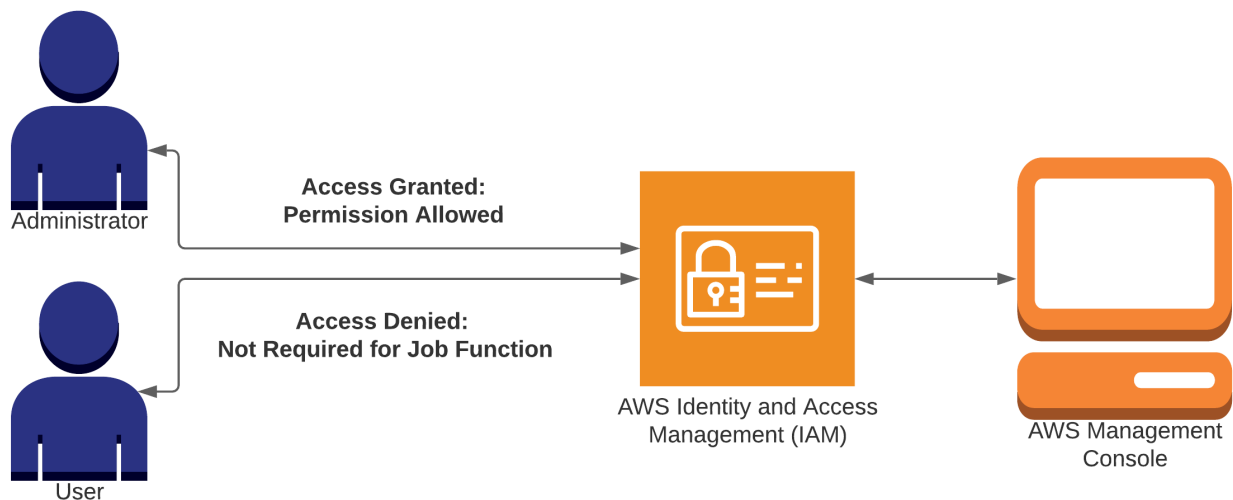 Administrator
Access Granted:
Permission Allowed
Access Denied:
Not Required for Job Function
User
AWS Identity and Access
Management (IAM)
AWS Management
Console